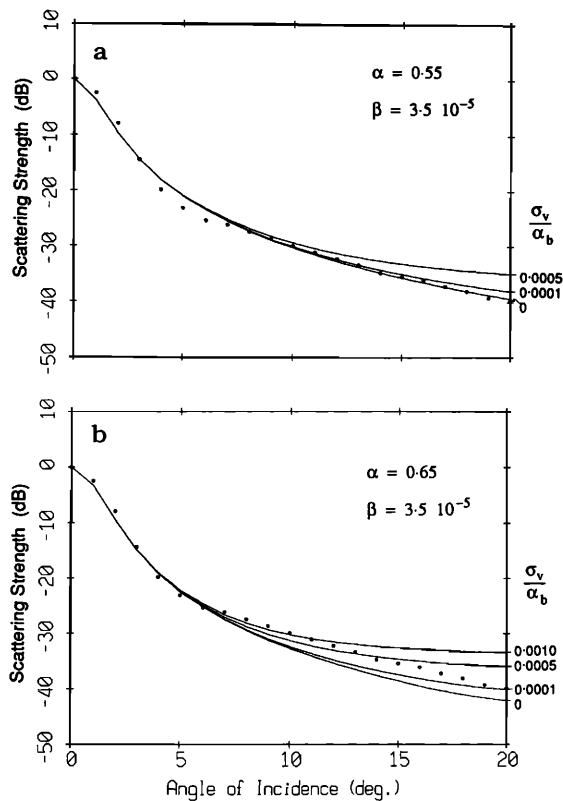 10
0
-10
-20
-30
-40
-50
Scattering Strength (dB)
a
α = 0·55
β = 3·5 10⁻⁵
σᵥ
α_b
0·0005
0·0001
0
10
0
-10
-20
-30
-40
-50
Scattering Strength (dB)
b
α = 0·65
β = 3·5 10⁻⁵
σᵥ
α_b
0·0010
0·0005
0·0001
0
0
5
10
15
20
Angle of Incidence (deg.)